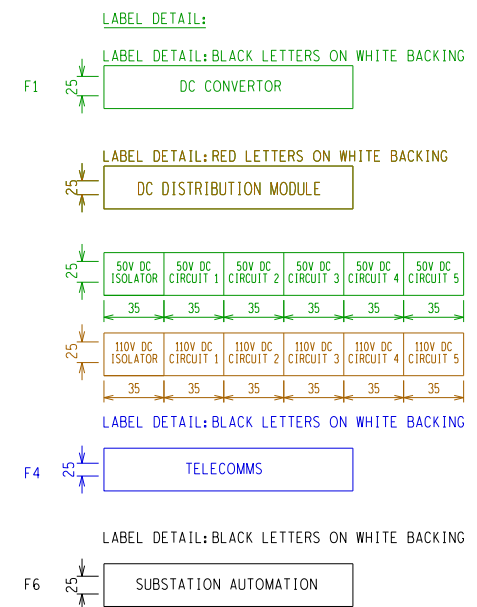 LABEL DETAIL:
LABEL DETAIL: BLACK LETTERS ON WHITE BACKING
F1 25 DC CONVERTOR
LABEL DETAIL: RED LETTERS ON WHITE BACKING
25 DC DISTRIBUTION MODULE
25
50V DC ISOLATOR
50V DC CIRCUIT 1
50V DC CIRCUIT 2
50V DC CIRCUIT 3
50V DC CIRCUIT 4
50V DC CIRCUIT 5
35 35 35 35 35 35
25
110V DC ISOLATOR
110V DC CIRCUIT 1
110V DC CIRCUIT 2
110V DC CIRCUIT 3
110V DC CIRCUIT 4
110V DC CIRCUIT 5
35 35 35 35 35 35
LABEL DETAIL: BLACK LETTERS ON WHITE BACKING
F4 25 TELECOMMS
LABEL DETAIL: BLACK LETTERS ON WHITE BACKING
F6 25 SUBSTATION AUTOMATION